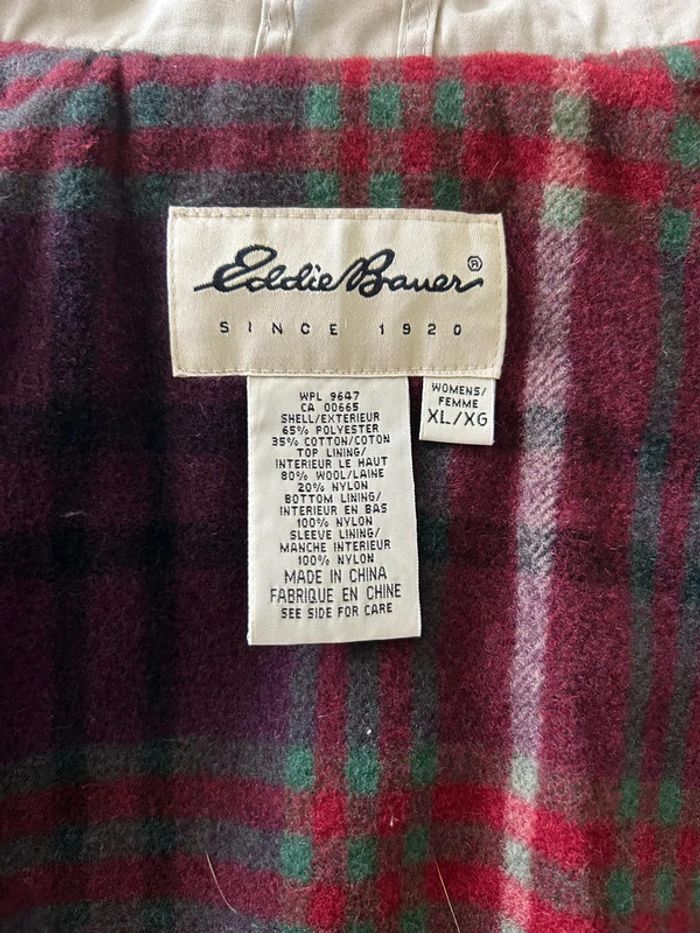 Eddie Bauer®
SINCE 1920
WPL 9647
CA 00665
SHELL/EXTERIEUR
65% POLYESTER
35% COTTON/COTON
TOP LINING/
INTERIEUR LE HAUT
80% WOOL/LAINE
20% NYLON
BOTTOM LINING/
INTERIEUR EN BAS
100% NYLON
SLEEVE LINING/
MANCHE INTERIEUR
100% NYLON
MADE IN CHINA
FABRIQUE EN CHINE
SEE SIDE FOR CARE
WOMENS/
FEMME
XL/XG